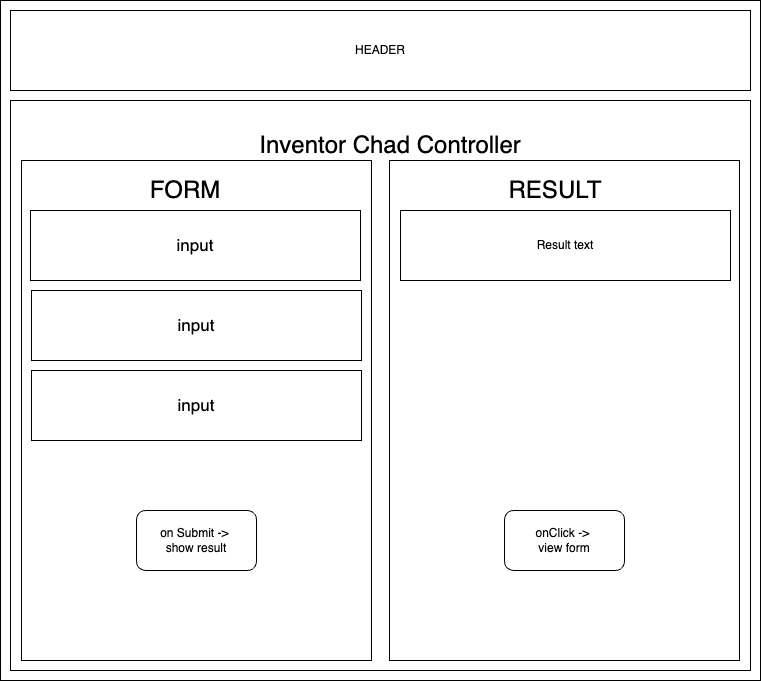 HEADER
Inventor Chad Controller
FORM
input
input
input
on Submit ->
show result
RESULT
Result text
onClick ->
view form